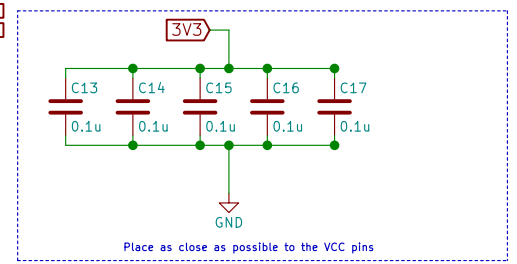 3V3
C13 C14 C15 C16 C17
0.1u 0.1u 0.1u 0.1u 0.1u
GND
Place as close as possible to the VCC pins